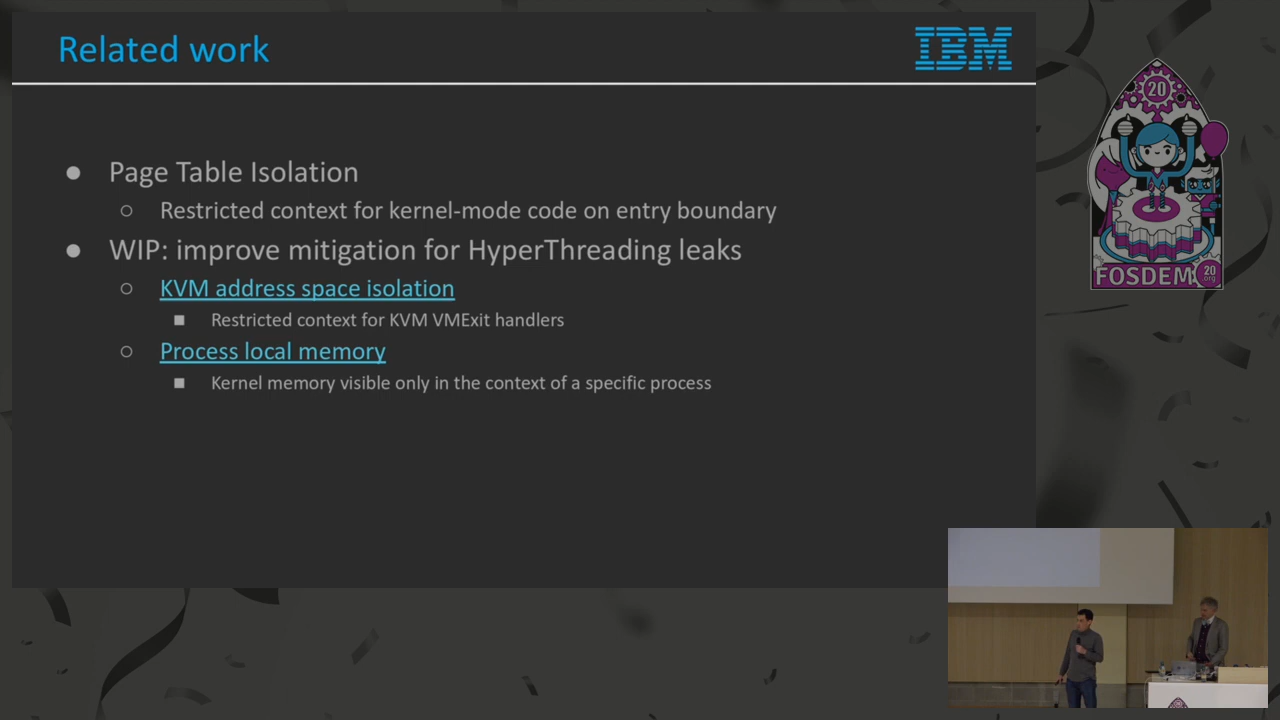 Related work
IBM
Page Table Isolation
Restricted context for kernel-mode code on entry boundary
WIP: improve mitigation for HyperThreading leaks
KVM address space isolation
Restricted context for KVM VMExit handlers
Process local memory
Kernel memory visible only in the context of a specific process
20
FOSDEM
20
org